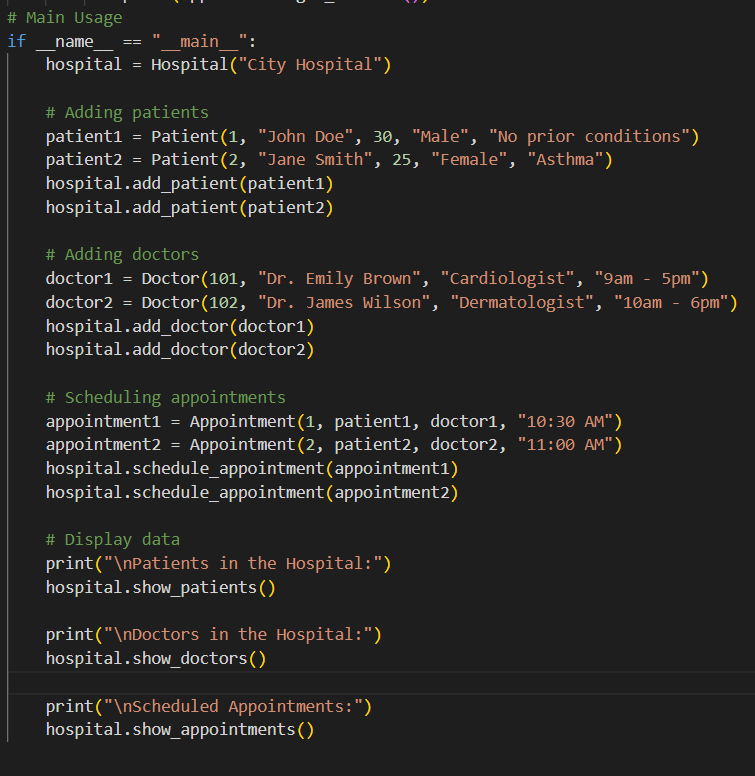 # Main Usage
if __name__ == "__main__":
    hospital = Hospital("City Hospital")

    # Adding patients
    patient1 = Patient(1, "John Doe", 30, "Male", "No prior conditions")
    patient2 = Patient(2, "Jane Smith", 25, "Female", "Asthma")
    hospital.add_patient(patient1)
    hospital.add_patient(patient2)

    # Adding doctors
    doctor1 = Doctor(101, "Dr. Emily Brown", "Cardiologist", "9am - 5pm")
    doctor2 = Doctor(102, "Dr. James Wilson", "Dermatologist", "10am - 6pm")
    hospital.add_doctor(doctor1)
    hospital.add_doctor(doctor2)

    # Scheduling appointments
    appointment1 = Appointment(1, patient1, doctor1, "10:30 AM")
    appointment2 = Appointment(2, patient2, doctor2, "11:00 AM")
    hospital.schedule_appointment(appointment1)
    hospital.schedule_appointment(appointment2)

    # Display data
    print("\nPatients in the Hospital:")
    hospital.show_patients()

    print("\nDoctors in the Hospital:")
    hospital.show_doctors()

    print("\nScheduled Appointments:")
    hospital.show_appointments()